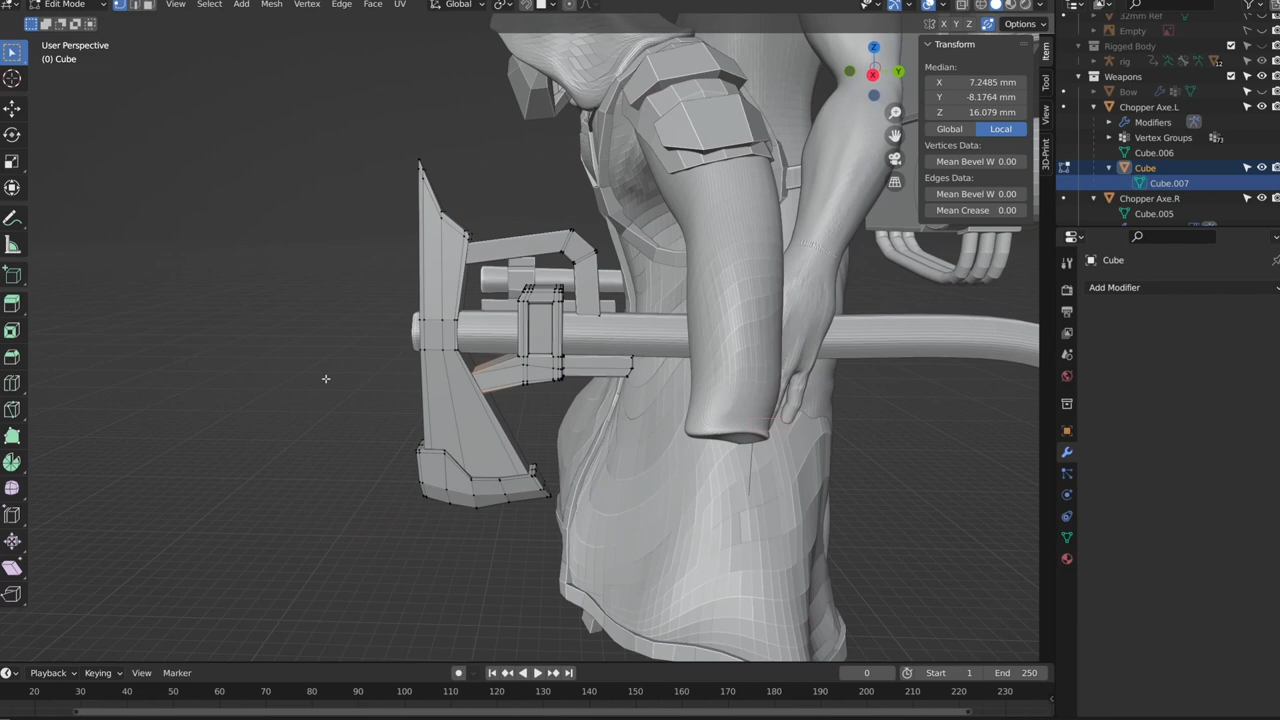 Edit Mode
View
Select
Add
Mesh
Vertex
Edge
Face
UV
Global
X Y Z
Options
User Perspective
(0) Cube
Z
Y
X
Transform
Median:
X 7.2485 mm
Y -8.1764 mm
Z 16.079 mm
Global
Local
Vertices Data:
Mean Bevel W 0.00
Edges Data:
Mean Bevel W 0.00
Mean Crease 0.00
Item
Tool
View
3D-Print
32mm Ref
Empty
Rigged Body
rig
Weapons
Bow
Chopper Axe.L
Modifiers
Vertex Groups
Cube.006
Cube
Cube.007
Chopper Axe.R
Cube.005
Cube
Add Modifier
Playback
Keying
View
Marker
0
Start 1
End 250
20 30 40 50 60 70 80 90 100 110 120 130 140 150 160 170 180 190 200 210 220 230